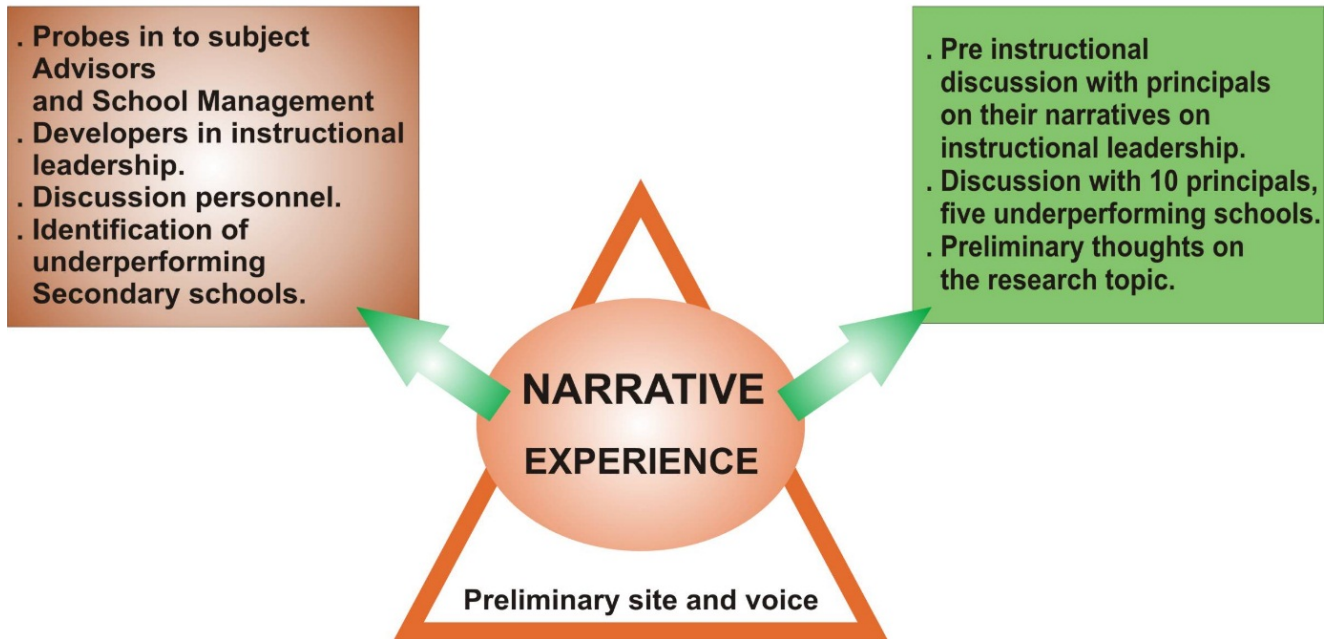 . Probes in to subject
Advisors
and School Management
. Developers in instructional
leadership.
. Discussion personnel.
. Identification of
underperforming
Secondary schools.
. Pre instructional
discussion with principals
on their narratives on
instructional leadership.
. Discussion with 10 principals,
five underperforming schools.
. Preliminary thoughts on
the research topic.
NARRATIVE
EXPERIENCE
Preliminary site and voice